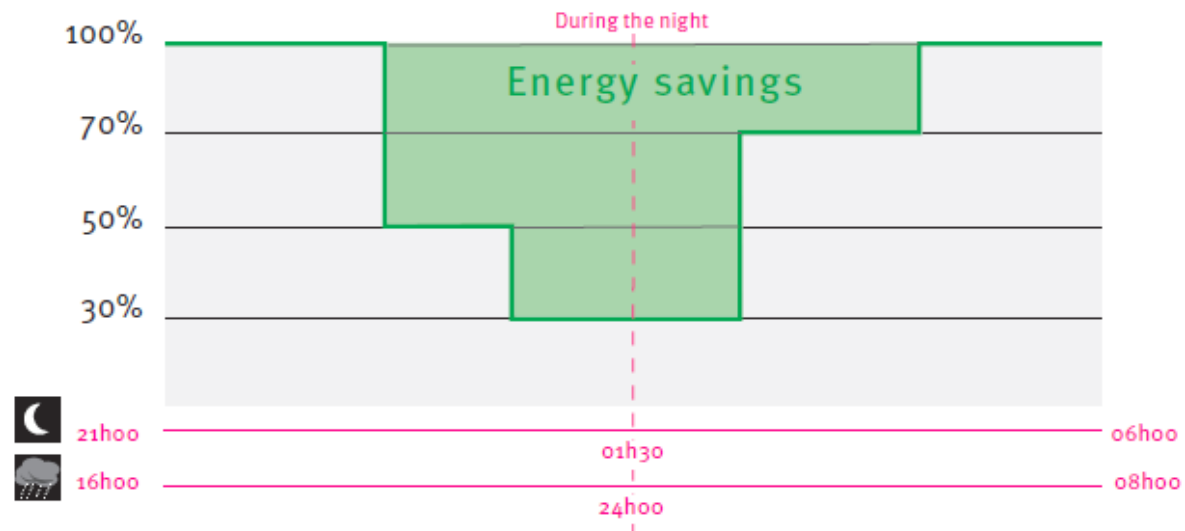 During the night
100%
Energy savings
70%
50%
30%
21h00
06h00
01h30
16h00
08h00
24h00